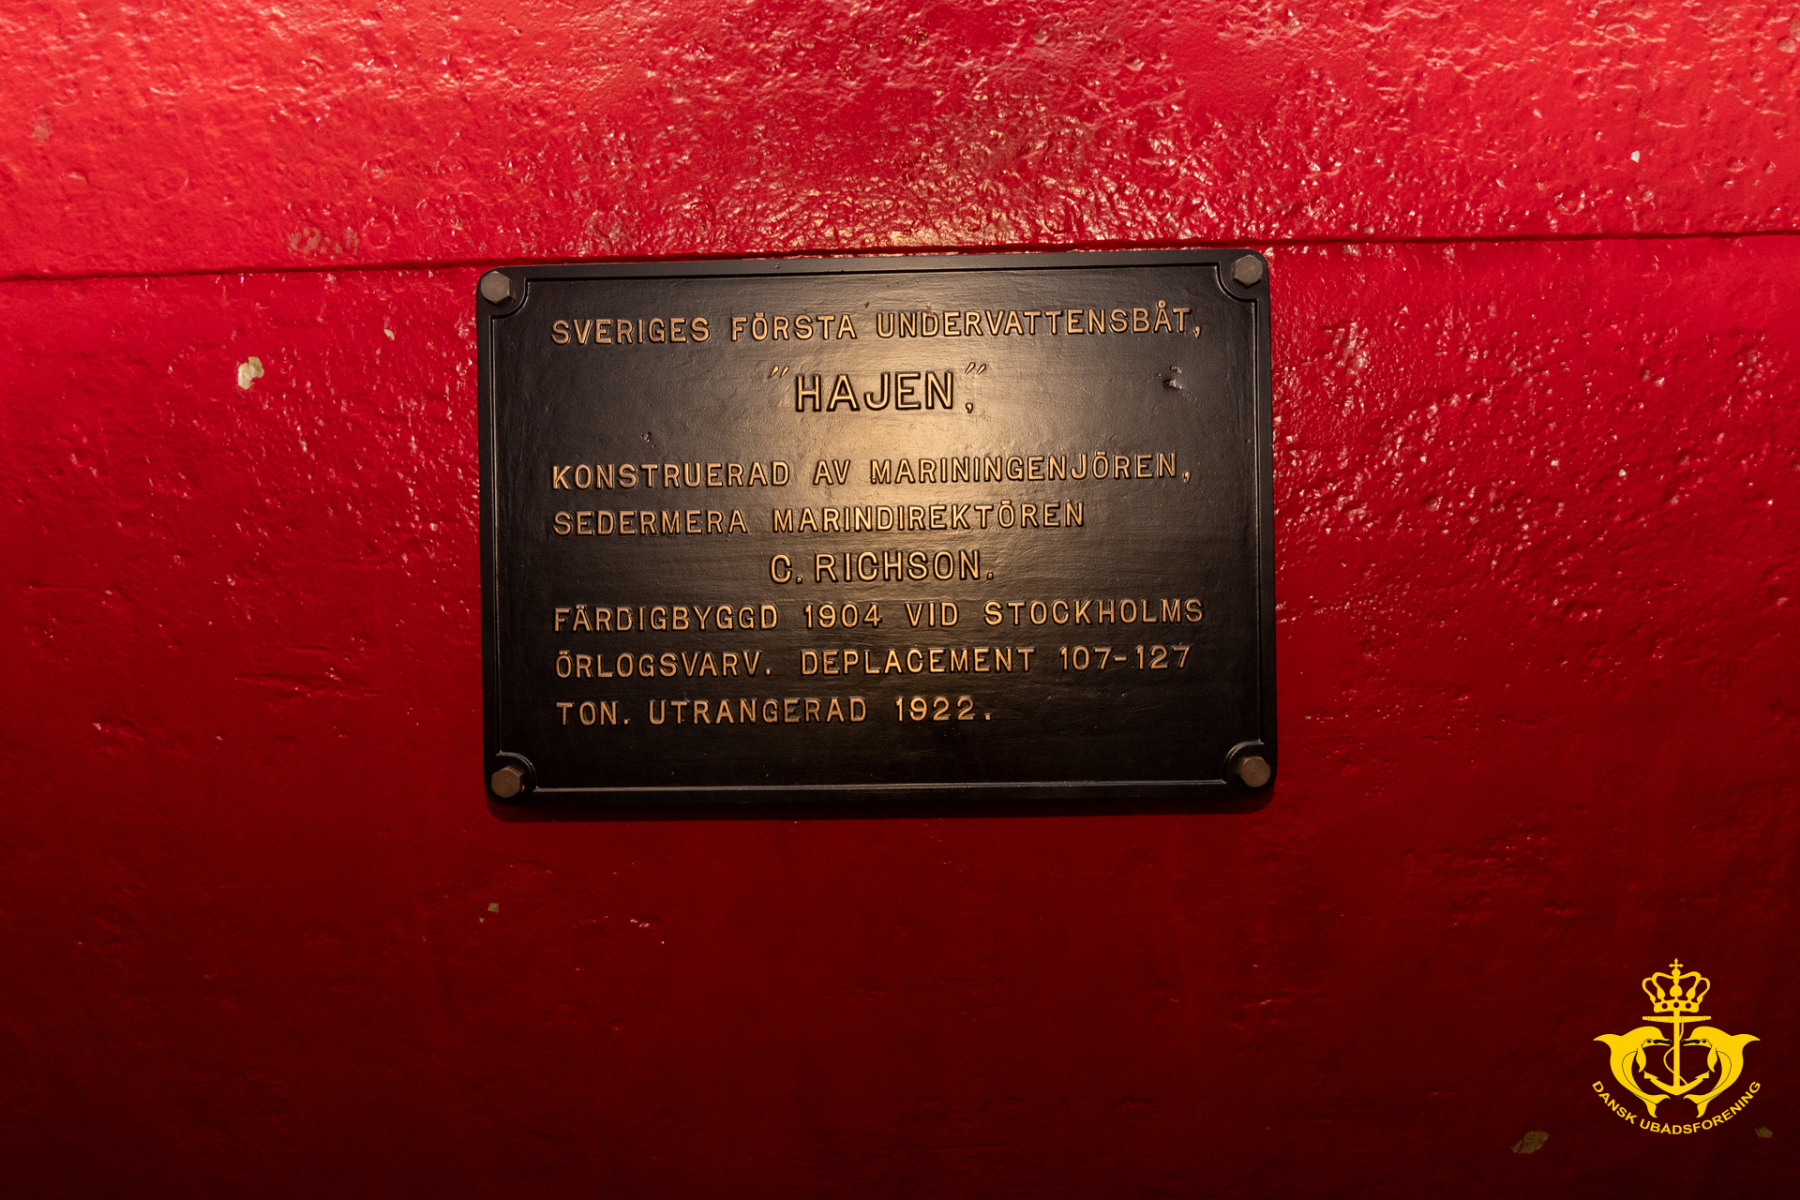 SVERIGES FÖRSTA UNDERVATTENSBÅT,
"HAJEN",
KONSTRUERAD AV MARININGENJÖREN,
SEDERMERA MARINDIREKTÖREN
C. RICHSON.
FÄRDIGBYGGD 1904 VID STOCKHOLMS
ÖRLOGSVARV. DEPLACEMENT 107-127
TON. UTRANGERAD 1922.
DANSK UBÅDSFORENING